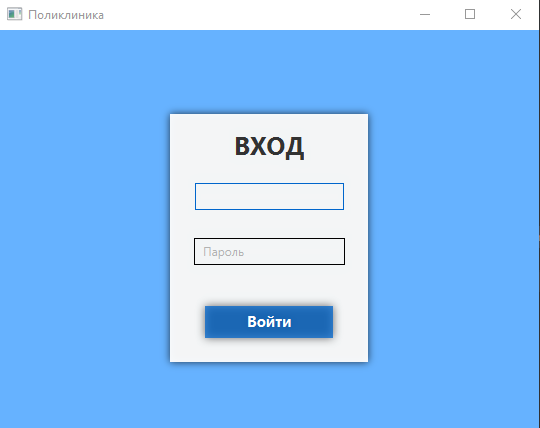 Поликлиника
ВХОД
Пароль
Войти